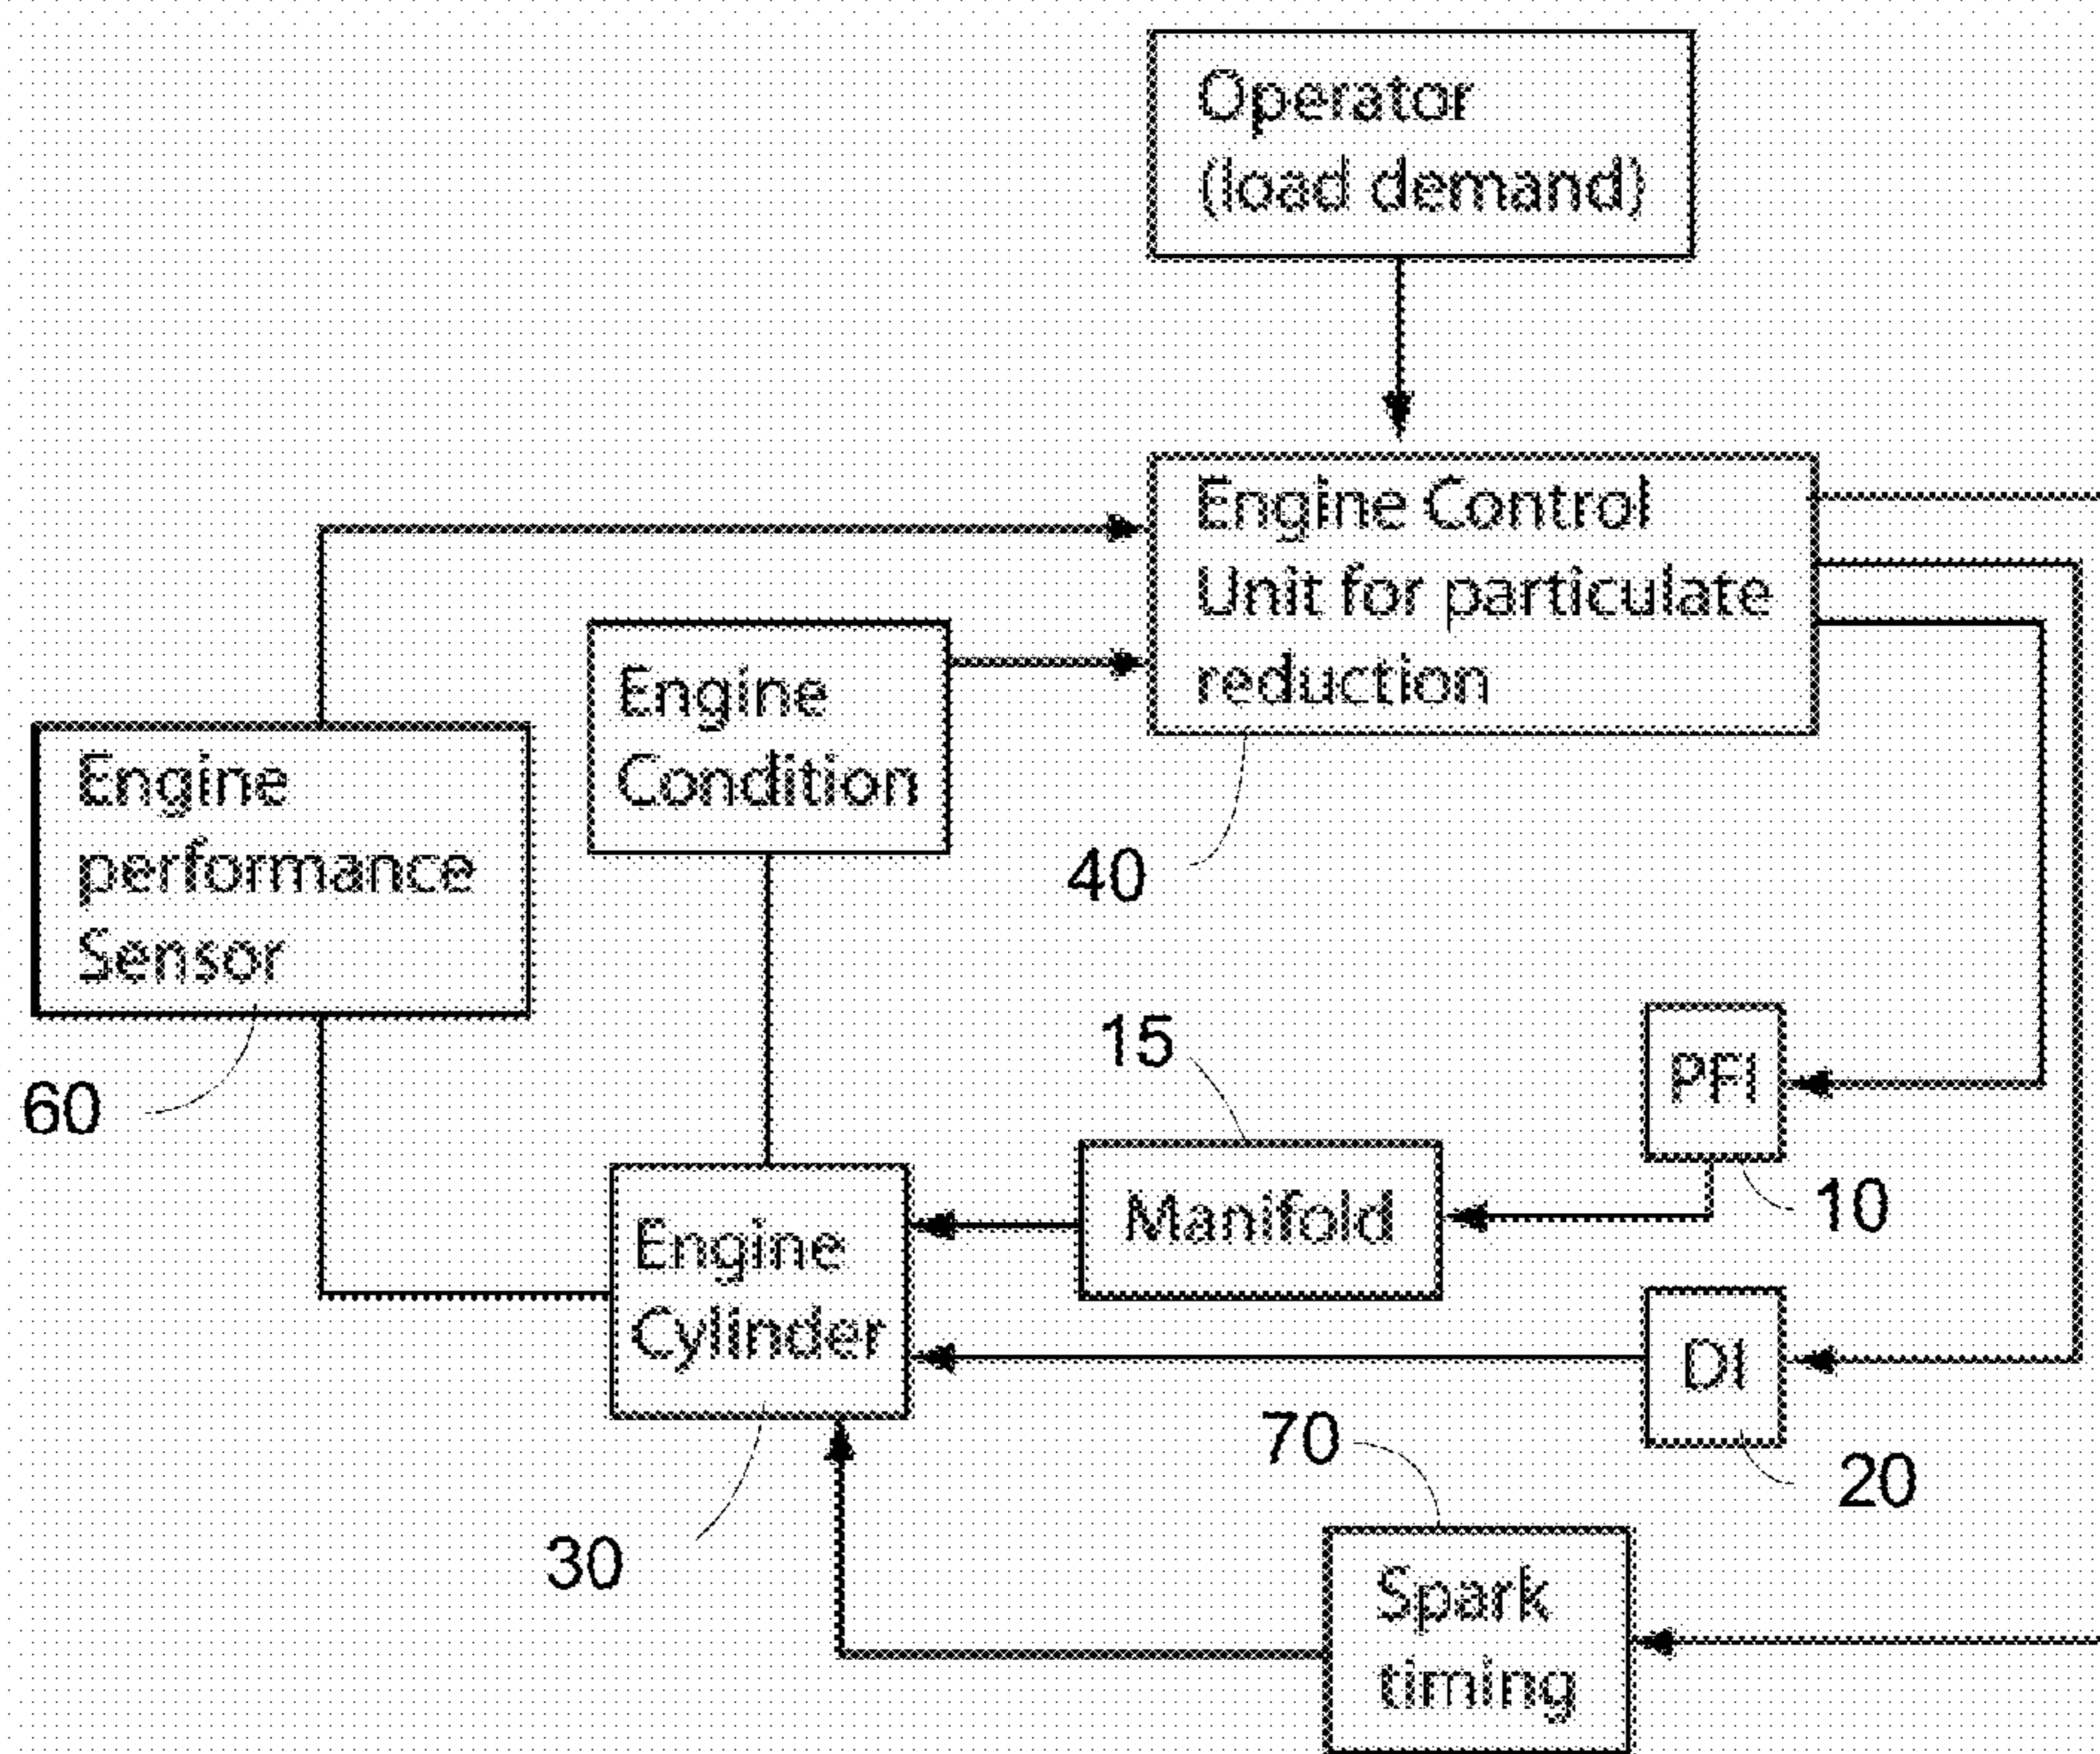 Operator
(load demand)
Engine Control
Unit for particulate
reduction
Engine
Condition
Engine
performance
Sensor
40
15
PFI
60
Manifold
10
Engine
Cylinder
DI
70
20
30
Spark
timing